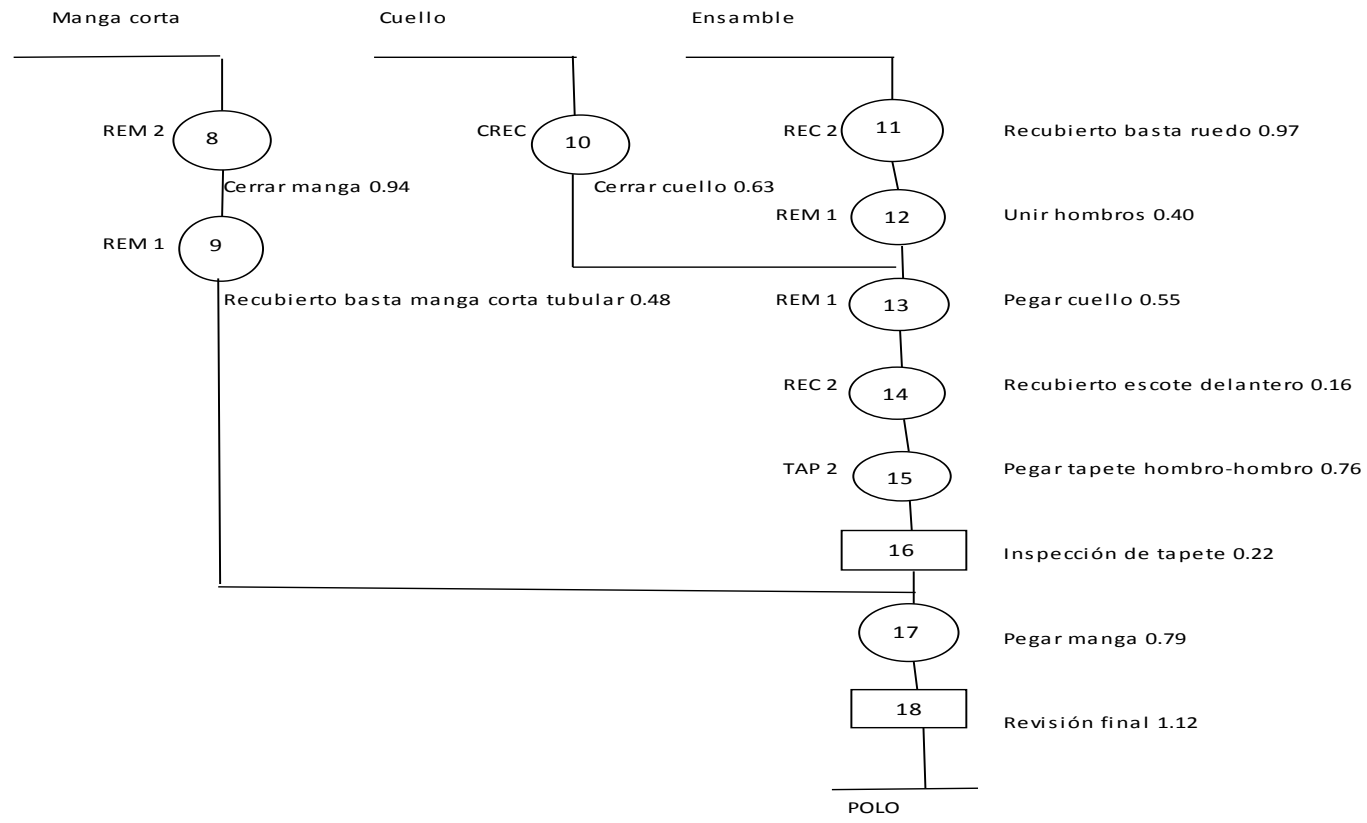 Manga corta Cuello Ensamble
REM 2 8 CREC 10 REC 2 11 Recubierto basta ruedo 0.97
Cerrar manga 0.94 Cerrar cuello 0.63
REM 1 12 Unir hombros 0.40
REM 1 9
Recubierto basta manga corta tubular 0.48 REM 1 13 Pegar cuello 0.55
REC 2 14 Recubierto escote delantero 0.16
TAP 2 15 Pegar tapete hombro-hombro 0.76
16 Inspección de tapete 0.22
17 Pegar manga 0.79
18 Revisión final 1.12
POLO